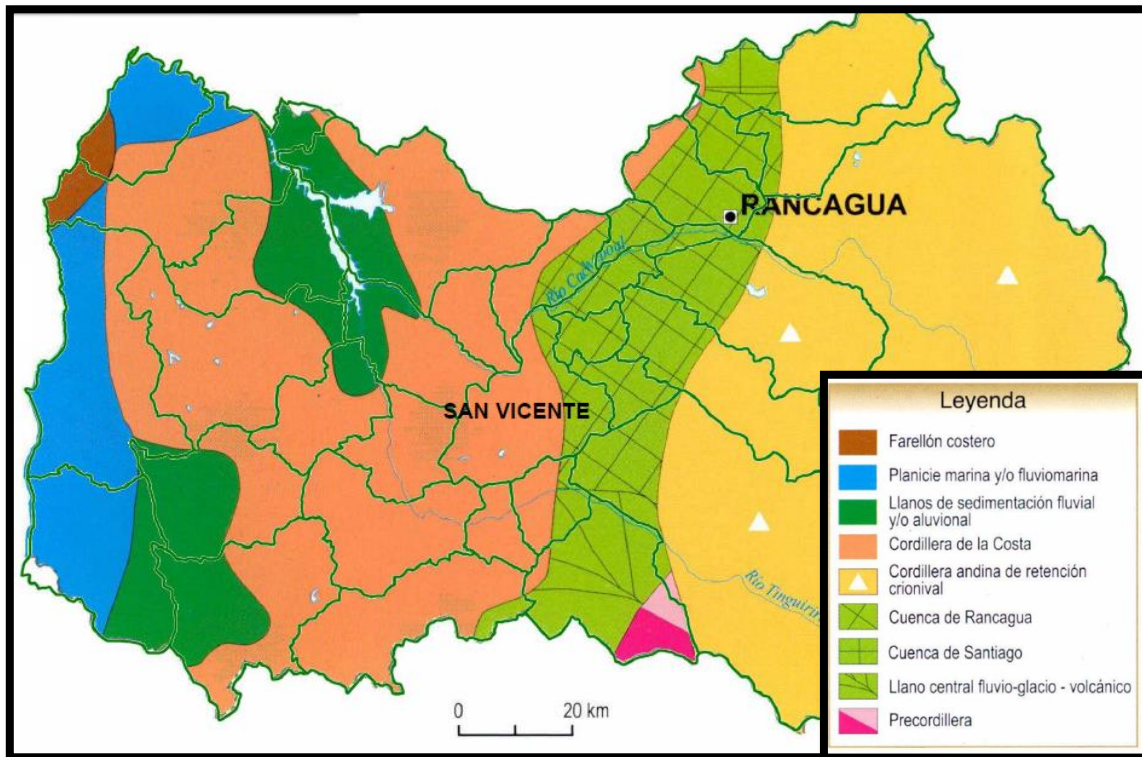 RANCAGUA
Río Cachapoal
SAN VICENTE
Río Tinguirir
0 20 km
Leyenda
Farellón costero
Planicie marina y/o fluviomarina
Llanos de sedimentación fluvial
y/o aluvional
Cordillera de la Costa
Cordillera andina de retención
crionival
Cuenca de Rancagua
Cuenca de Santiago
Llano central fluvio-glacio - volcánico
Precordillera